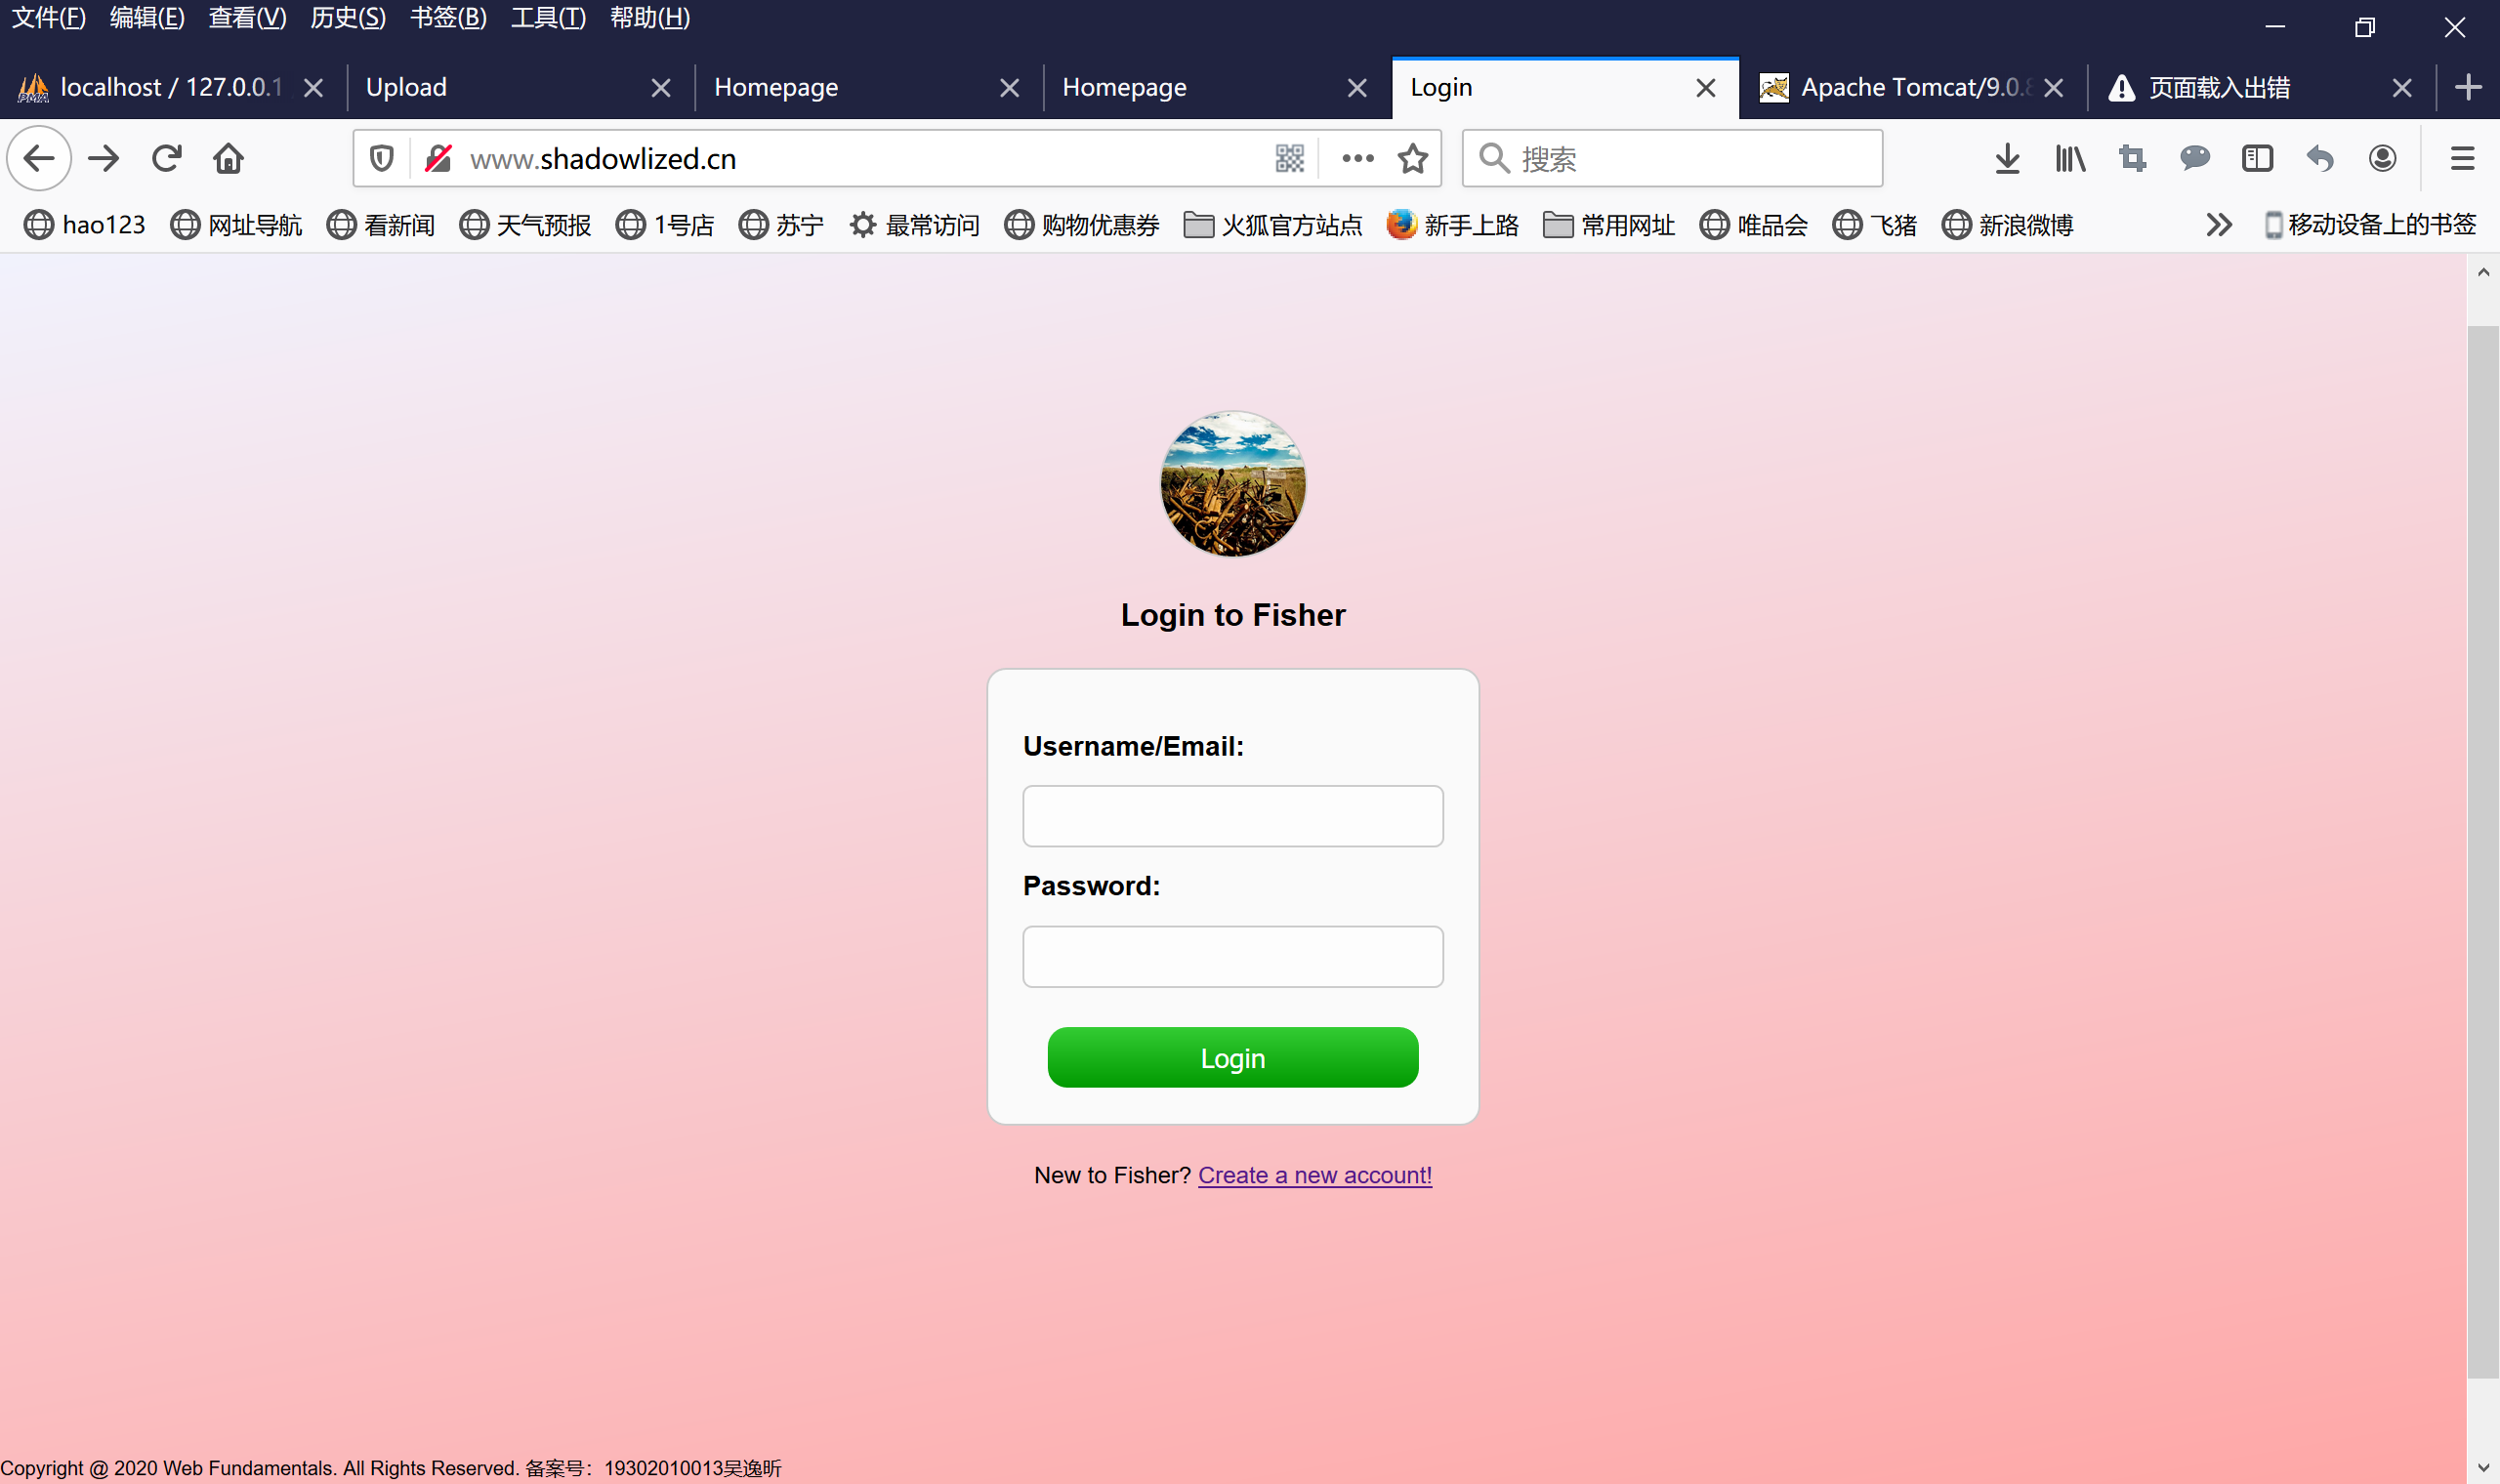 文件(F) 编辑(E) 查看(V) 历史(S) 书签(B) 工具(T) 帮助(H)
localhost / 127.0.0.1 Upload Homepage Homepage Login Apache Tomcat/9.0.8 页面载入出错
www.shadowlized.cn 搜索
hao123 网址导航 看新闻 天气预报 1号店 苏宁 最常访问 购物优惠券 火狐官方站点 新手上路 常用网址 唯品会 飞猪 新浪微博 移动设备上的书签
Login to Fisher
Username/Email:
Password:
Login
New to Fisher? Create a new account!
Copyright @ 2020 Web Fundamentals. All Rights Reserved. 备案号：19302010013吴逸昕